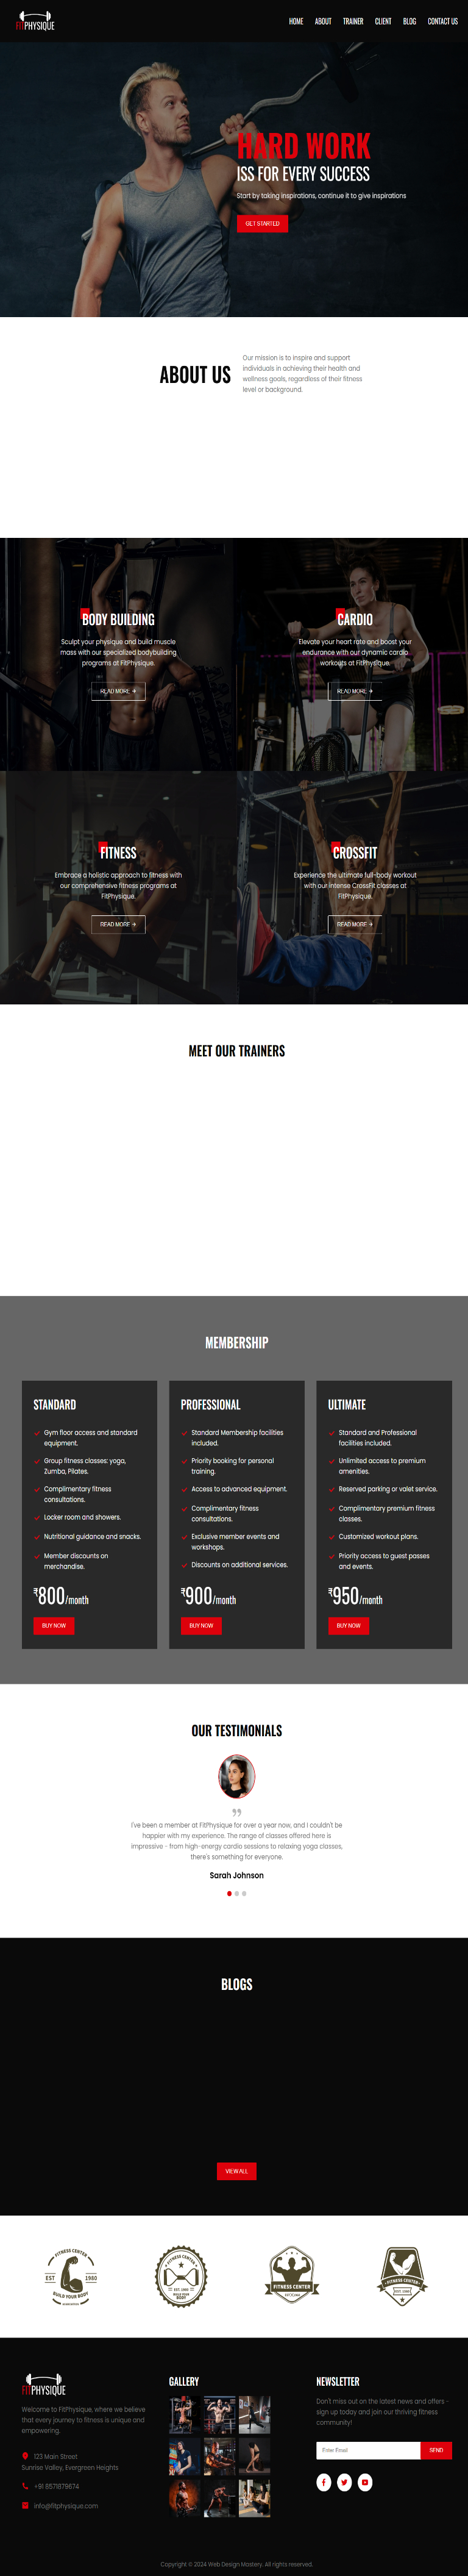 FITPHYSIQUE
HOME ABOUT TRAINER CLIENT BLOG CONTACT US
HARD WORK
ISS FOR EVERY SUCCESS
Start by taking inspirations, continue it to give inspirations
GET STARTED
ABOUT US
Our mission is to inspire and support
individuals in achieving their health and
wellness goals, regardless of their fitness
level or background.
BODY BUILDING
Sculpt your physique and build muscle
mass with our specialized bodybuilding
programs at FitPhysique.
READ MORE →
CARDIO
Elevate your heart rate and boost your
endurance with our dynamic cardio
workouts at FitPhysique.
READ MORE →
FITNESS
Embrace a holistic approach to fitness with
our comprehensive fitness programs at
FitPhysique.
READ MORE →
CROSSFIT
Experience the ultimate full-body workout
with our intense CrossFit classes at
FitPhysique.
READ MORE →
MEET OUR TRAINERS
MEMBERSHIP
STANDARD
Gym floor access and standard
equipment.
Group fitness classes: yoga,
Zumba, Pilates.
Complimentary fitness
consultations.
Locker room and showers.
Nutritional guidance and snacks.
Member discounts on
merchandise.
₹800/month
BUY NOW
PROFESSIONAL
Standard Membership facilities
included.
Priority booking for personal
training.
Access to advanced equipment.
Complimentary fitness
consultations.
Exclusive member events and
workshops.
Discounts on additional services.
₹900/month
BUY NOW
ULTIMATE
Standard and Professional
facilities included.
Unlimited access to premium
amenities.
Reserved parking or valet service.
Complimentary premium fitness
classes.
Customized workout plans.
Priority access to guest passes
and events.
₹950/month
BUY NOW
OUR TESTIMONIALS
I've been a member at FitPhysique for over a year now, and I couldn't be
happier with my experience. The range of classes offered here is
impressive - from high-energy cardio sessions to relaxing yoga classes,
there's something for everyone.
Sarah Johnson
BLOGS
VIEW ALL
FITNESS CENTER
EST 1980
BUILD YOUR BODY
FITNESS CENTER
EST. 1980
BUILD YOUR
BODY
FITNESS CENTER
FITNESS CENTER
FITPHYSIQUE
Welcome to FitPhysique, where we believe
that every journey to fitness is unique and
empowering.
123 Main Street
Sunrise Valley, Evergreen Heights
+91 8571879674
info@fitphysique.com
GALLERY
NEWSLETTER
Don't miss out on the latest news and offers -
sign up today and join our thriving fitness
community!
Enter Email
SEND
Copyright © 2024 Web Design Mastery. All rights reserved.